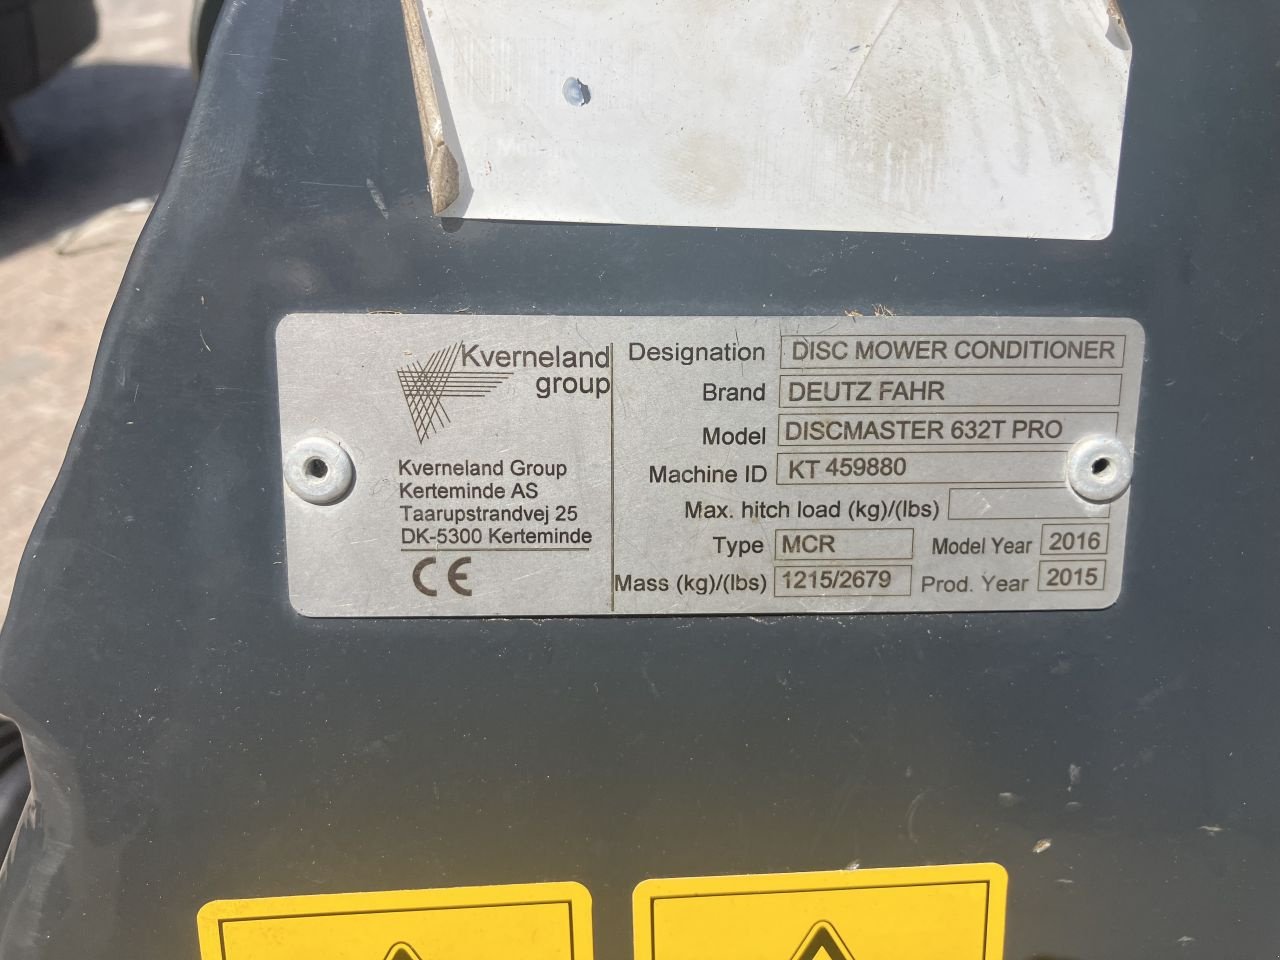 Kverneland
group
Kverneland Group
Kerteminde AS
Taarupstrandvej 25
DK-5300 Kerteminde
CE
Designation DISC MOWER CONDITIONER
Brand DEUTZ FAHR
Model DISCMASTER 632T PRO
Machine ID KT 459880
Max. hitch load (kg)/(lbs)
Type MCR Model Year 2016
Mass (kg)/(lbs) 1215/2679 Prod. Year 2015